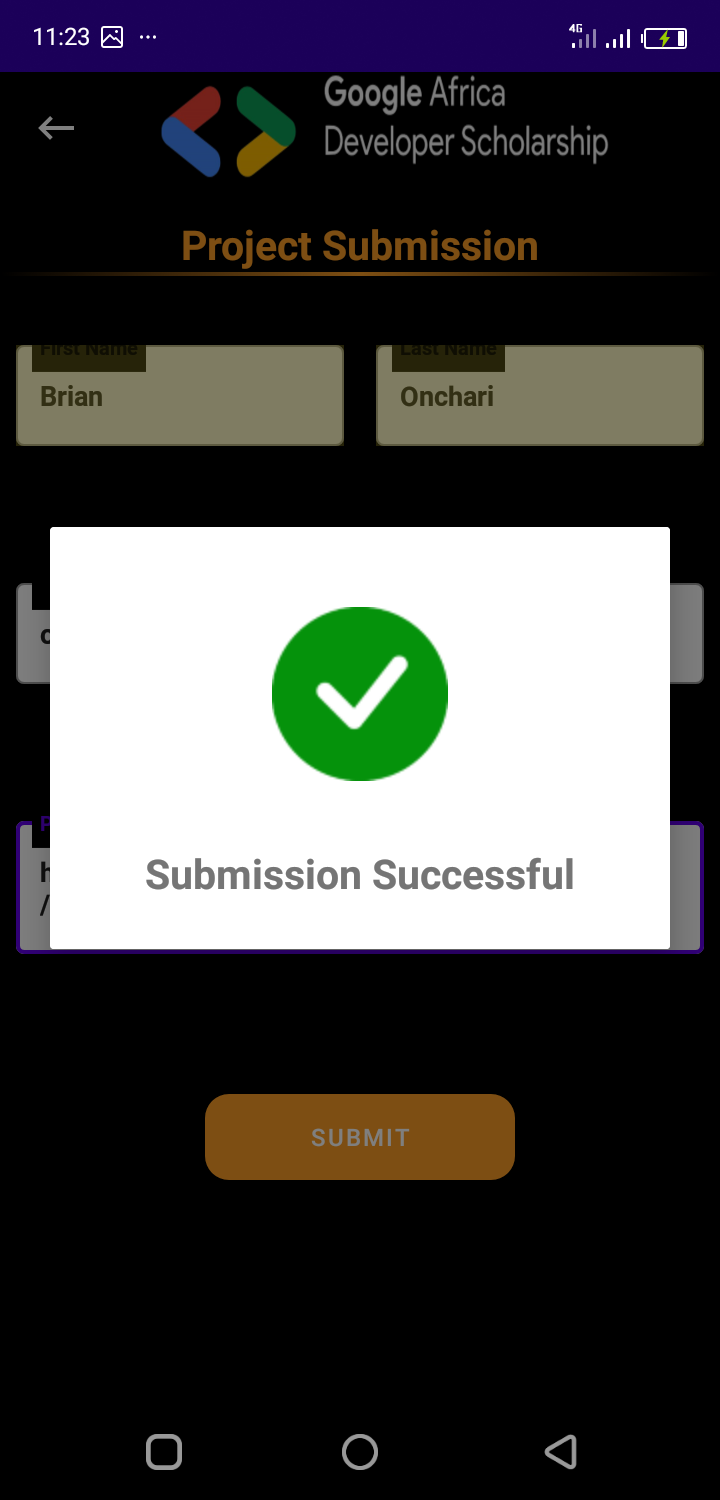 11:23
4G
Google Africa
Developer Scholarship
Project Submission
First Name
Last Name
Brian
Onchari
Submission Successful
SUBMIT